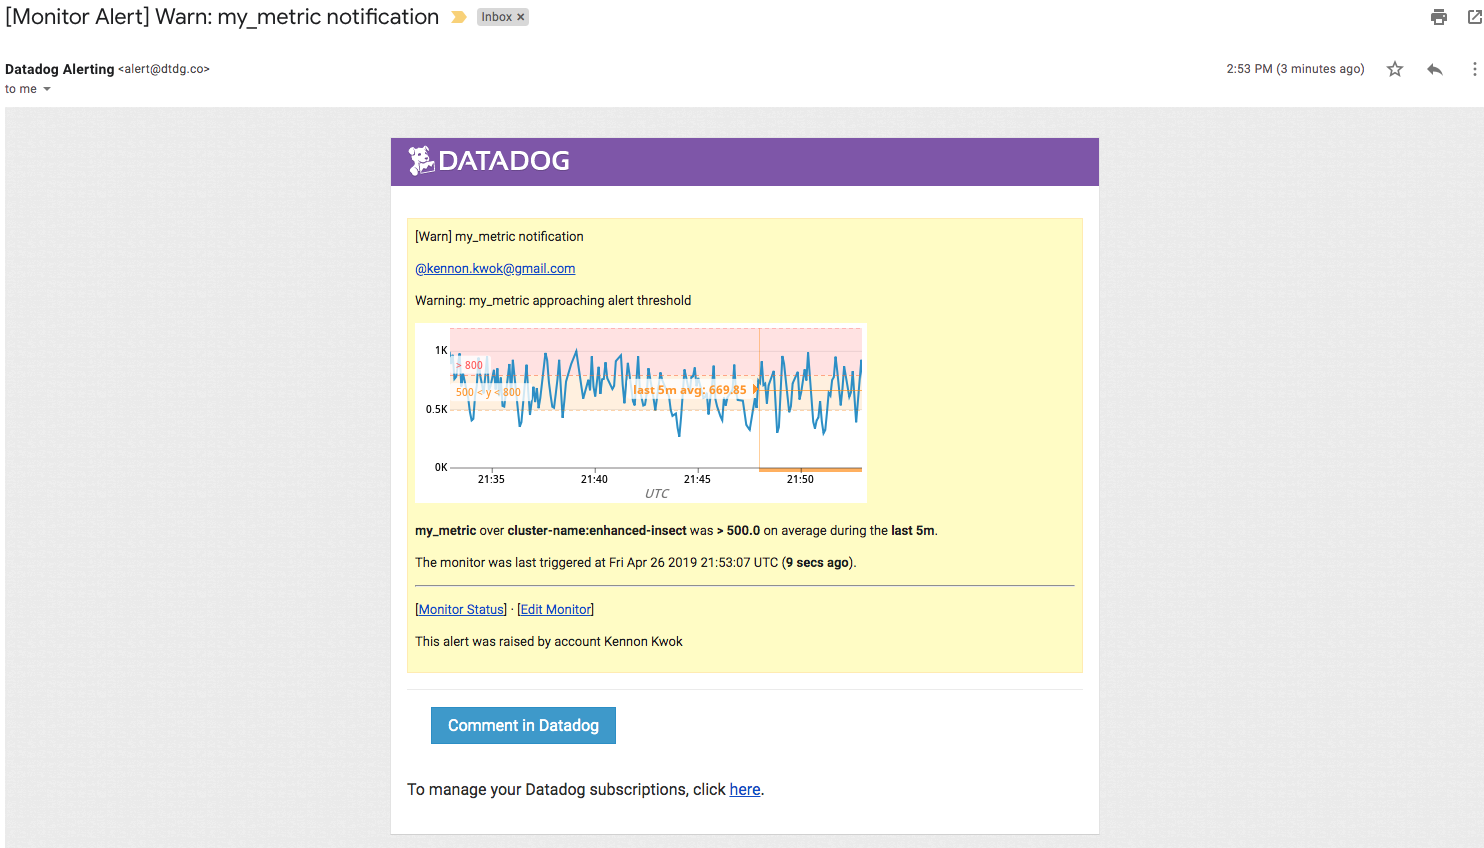 [Monitor Alert] Warn: my_metric notification
Inbox ×
Datadog Alerting <alert@dtdg.co>
2:53 PM (3 minutes ago)
to me
DATADOG
[Warn] my_metric notification
@kennon.kwok@gmail.com
Warning: my_metric approaching alert threshold
1K
> 800
500 < y < 800
last 5m avg: 669.85
0.5K
0K
21:35 21:40 21:45 21:50
UTC
my_metric over cluster-name:enhanced-insect was > 500.0 on average during the last 5m.
The monitor was last triggered at Fri Apr 26 2019 21:53:07 UTC (9 secs ago).
[Monitor Status] · [Edit Monitor]
This alert was raised by account Kennon Kwok
Comment in Datadog
To manage your Datadog subscriptions, click here.